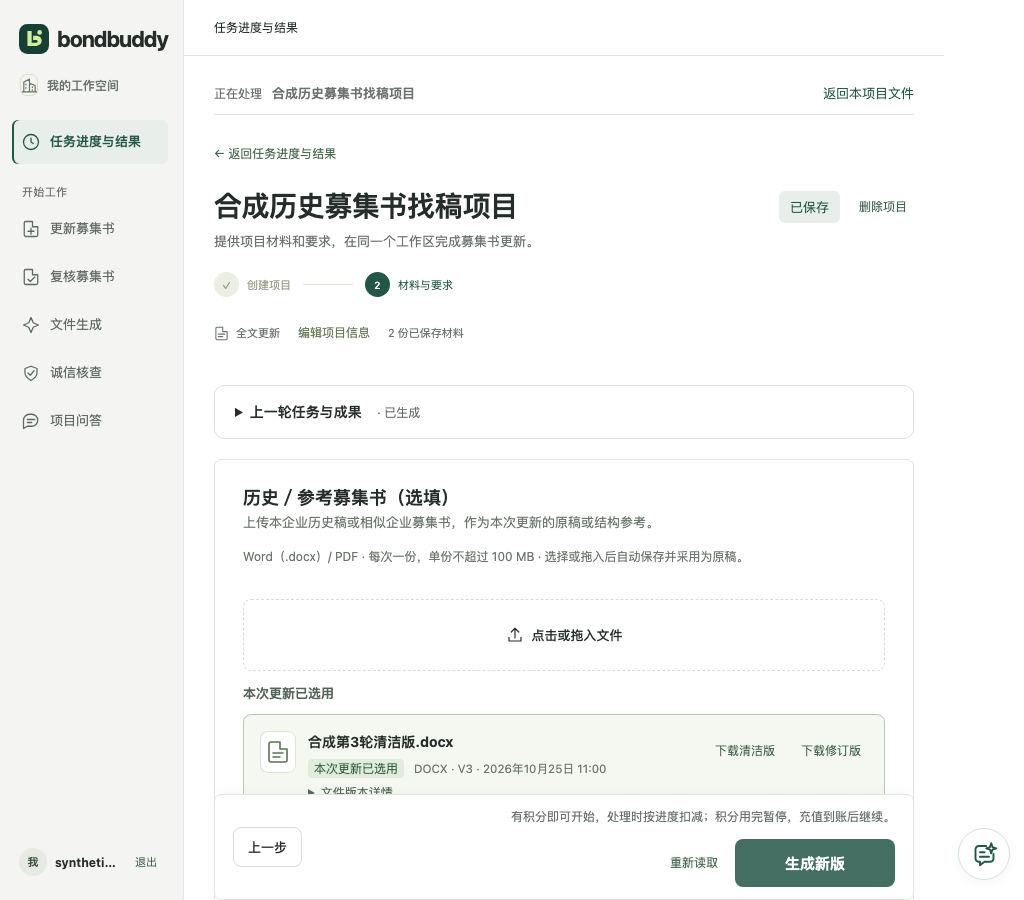 bondbuddy
我的工作空间
任务进度与结果
开始工作
更新募集书
复核募集书
文件生成
诚信核查
项目问答
我 syntheti... 退出
任务进度与结果
正在处理 合成历史募集书找稿项目 返回本项目文件
← 返回任务进度与结果
合成历史募集书找稿项目 已保存 删除项目
提供项目材料和要求，在同一个工作区完成募集书更新。
✓ 创建项目 2 材料与要求
全文更新 编辑项目信息 2 份已保存材料
▶ 上一轮任务与成果 · 已生成
历史 / 参考募集书（选填）
上传本企业历史稿或相似企业募集书，作为本次更新的原稿或结构参考。
Word（.docx）/ PDF · 每次一份，单份不超过 100 MB · 选择或拖入后自动保存并采用为原稿。
点击或拖入文件
本次更新已选用
合成第3轮清洁版.docx 下载清洁版 下载修订版
本次更新已选用 DOCX · V3 · 2026年10月25日 11:00
▶ 文件版本详情
有积分即可开始，处理时按进度扣减；积分用完暂停，充值到账后继续。
上一步 重新读取 生成新版